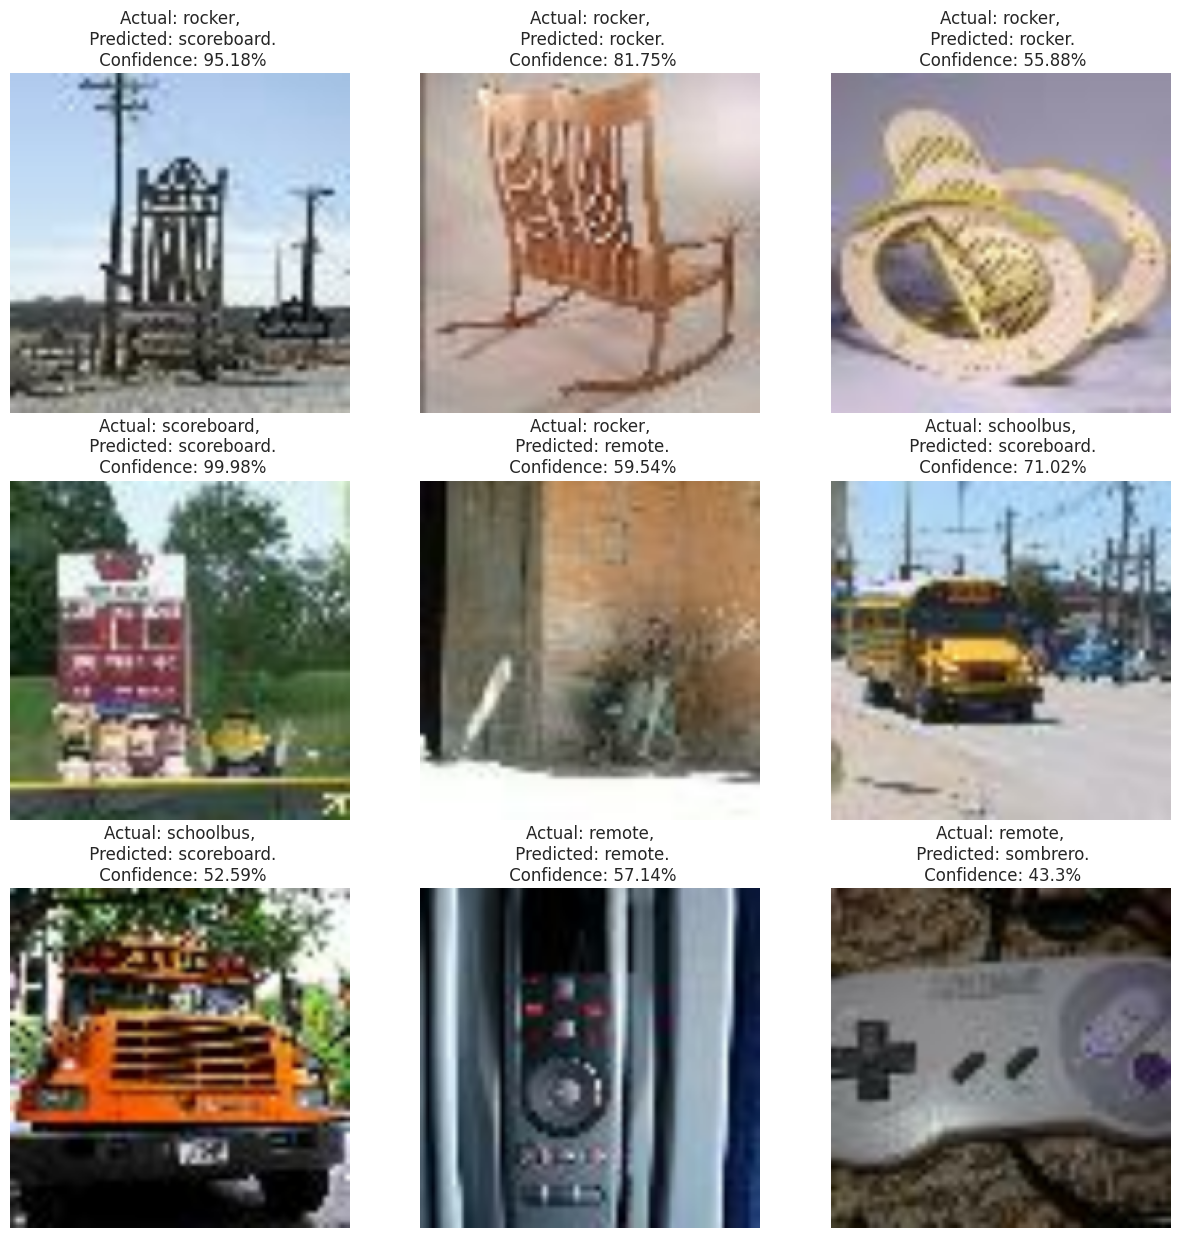 Actual: rocker,
Predicted: scoreboard.
Confidence: 95.18%
Actual: rocker,
Predicted: rocker.
Confidence: 81.75%
Actual: rocker,
Predicted: rocker.
Confidence: 55.88%
Actual: scoreboard,
Predicted: scoreboard.
Confidence: 99.98%
Actual: rocker,
Predicted: remote.
Confidence: 59.54%
Actual: schoolbus,
Predicted: scoreboard.
Confidence: 71.02%
Actual: schoolbus,
Predicted: scoreboard.
Confidence: 52.59%
Actual: remote,
Predicted: remote.
Confidence: 57.14%
Actual: remote,
Predicted: sombrero.
Confidence: 43.3%